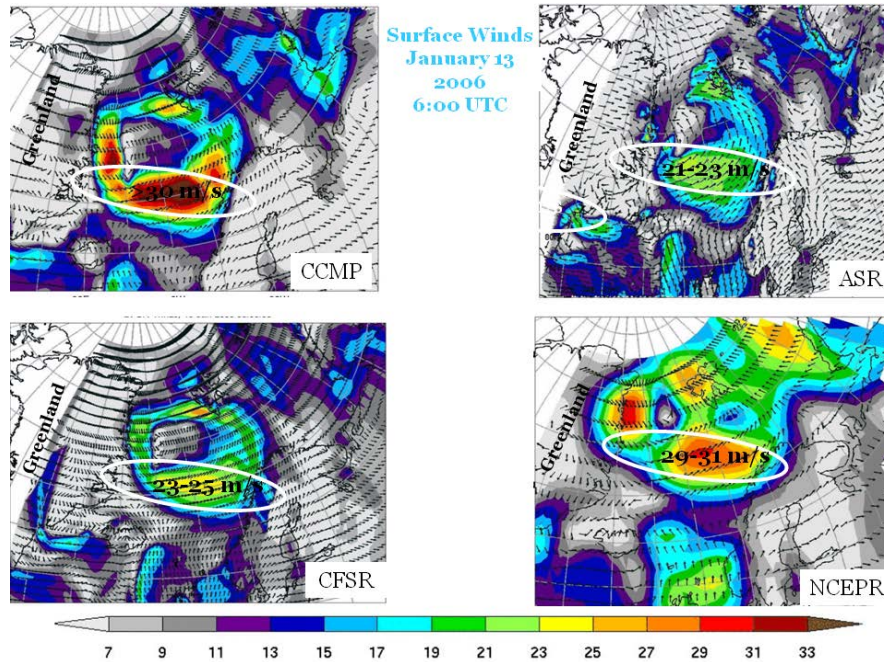 Surface Winds
January 13
2006
6:00 UTC
Greenland
>30 m/s
CCMP
Greenland
21-23 m/s
ASR
Greenland
23-25 m/s
CFSR
Greenland
29-31 m/s
NCEPR
7 9 11 13 15 17 19 21 23 25 27 29 31 33